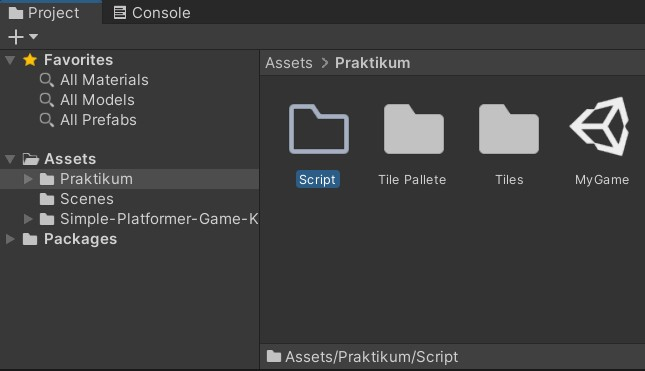 Project
Console
Favorites
All Materials
All Models
All Prefabs
Assets
Praktikum
Scenes
Simple-Platformer-Game-K
Packages
Assets > Praktikum
Script
Tile Pallete
Tiles
MyGame
Assets/Praktikum/Script